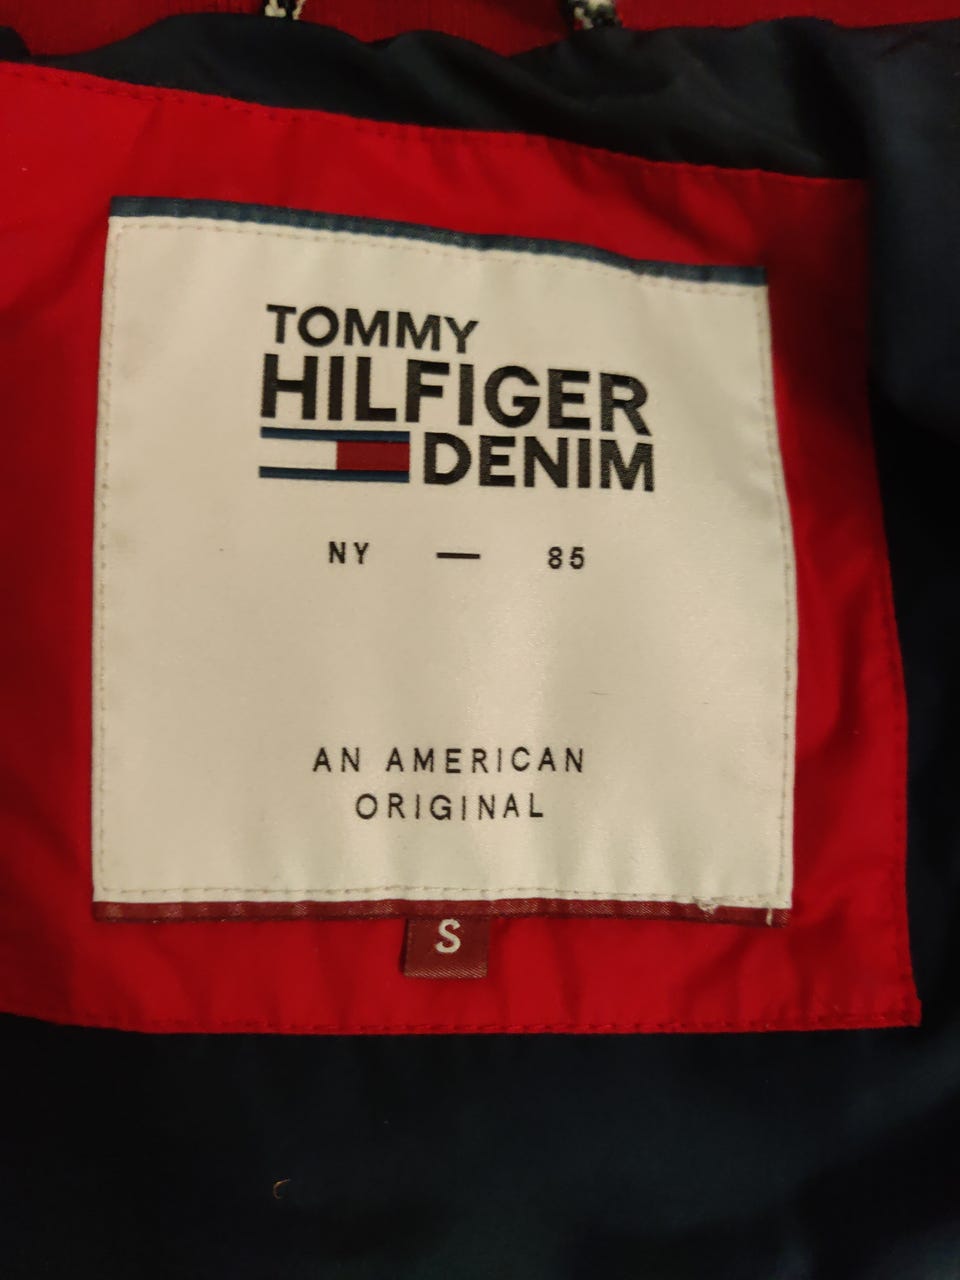 TOMMY
HILFIGER
DENIM
NY — 85
AN AMERICAN
ORIGINAL
S